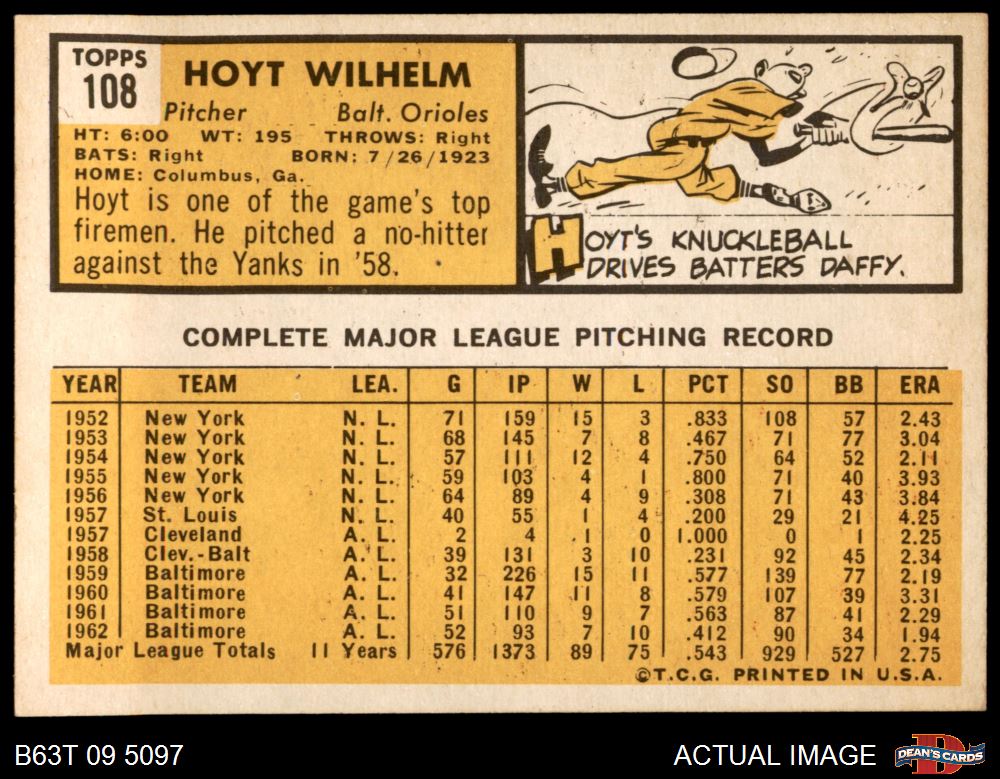 TOPPS
108
HOYT WILHELM
Pitcher Balt. Orioles
HT: 6:00 WT: 195 THROWS: Right
BATS: Right BORN: 7/26/1923
HOME: Columbus, Ga.
Hoyt is one of the game's top
firemen. He pitched a no-hitter
against the Yanks in '58.
HOYT'S KNUCKLEBALL
DRIVES BATTERS DAFFY.
COMPLETE MAJOR LEAGUE PITCHING RECORD
YEAR TEAM LEA. G IP W L PCT SO BB ERA
1952 New York N. L. 71 159 15 3 .833 108 57 2.43
1953 New York N. L. 68 145 7 8 .467 71 77 3.04
1954 New York N. L. 57 111 12 4 .750 64 52 2.11
1955 New York N. L. 59 103 4 1 .800 71 40 3.93
1956 New York N. L. 64 89 4 9 .308 71 43 3.84
1957 St. Louis N. L. 40 55 1 4 .200 29 21 4.25
1957 Cleveland A. L. 2 4 1 0 1.000 0 1 2.25
1958 Clev.-Balt A. L. 39 131 3 10 .231 92 45 2.34
1959 Baltimore A. L. 32 226 15 11 .577 139 77 2.19
1960 Baltimore A. L. 41 147 11 8 .579 107 39 3.31
1961 Baltimore A. L. 51 110 9 7 .563 87 41 2.29
1962 Baltimore A. L. 52 93 7 10 .412 90 34 1.94
Major League Totals 11 Years 576 1373 89 75 .543 929 527 2.75
©T.C.G. PRINTED IN U.S.A.
B63T 09 5097 ACTUAL IMAGE D DEAN'S CARDS